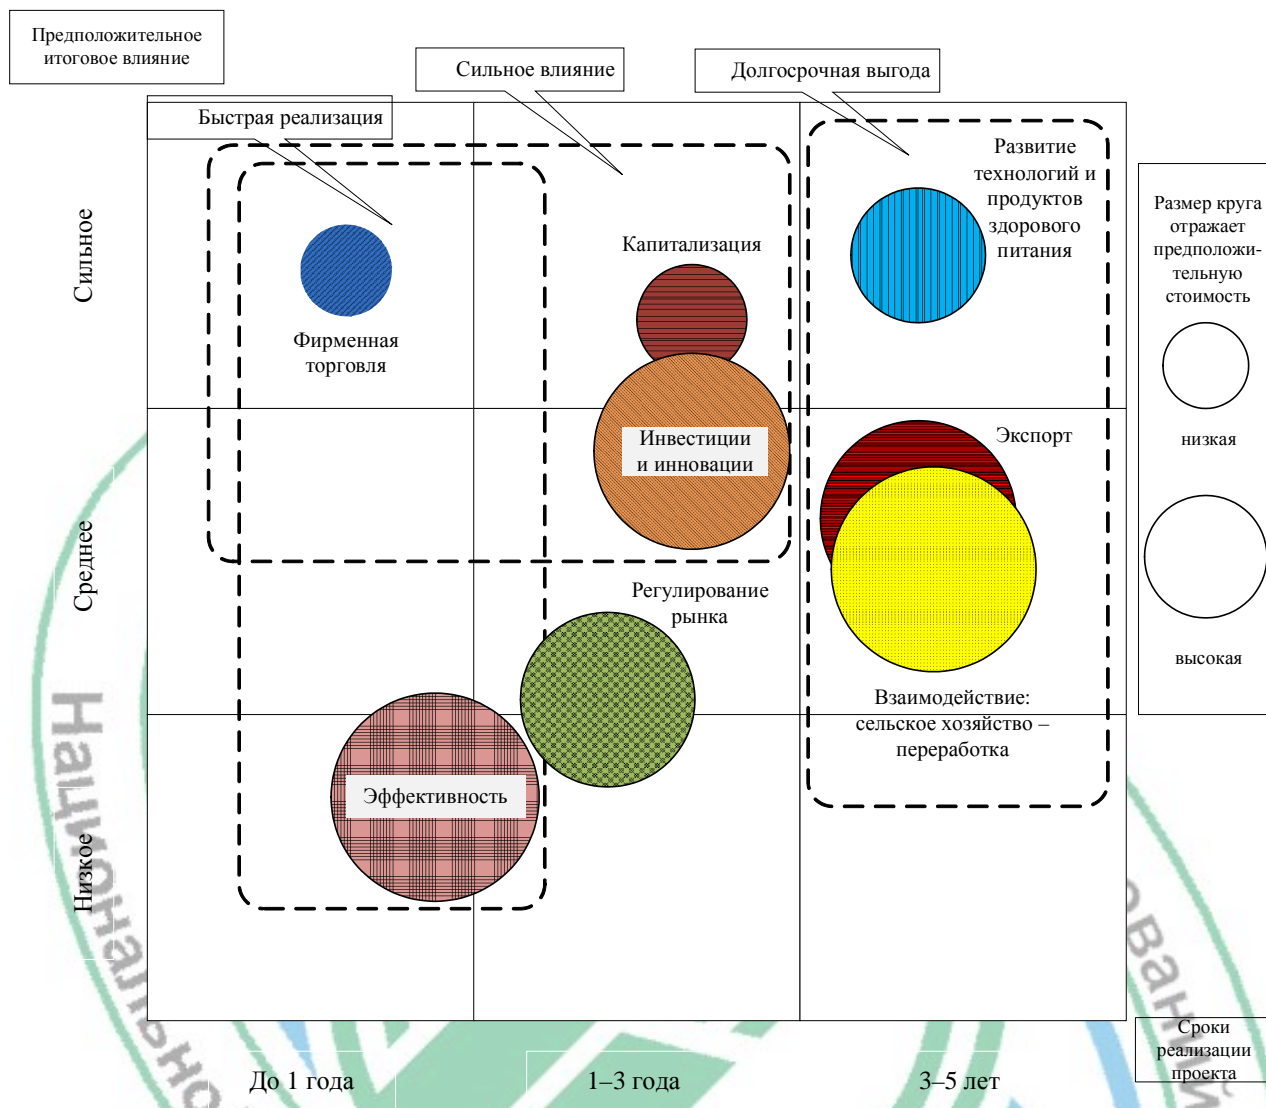 Предположительное
итоговое влияние
Сильное влияние
Долгосрочная выгода
Быстрая реализация
Развитие
технологий и
продуктов
здорового
питания
Капитализация
Фирменная
торговля
Инвестиции
и инновации
Экспорт
Регулирование
рынка
Взаимодействие:
сельское хозяйство –
переработка
Эффективность
Сильное
Среднее
Низкое
Размер круга
отражает
предположи-
тельную
стоимость
низкая
высокая
Сроки
реализации
проекта
До 1 года
1–3 года
3–5 лет